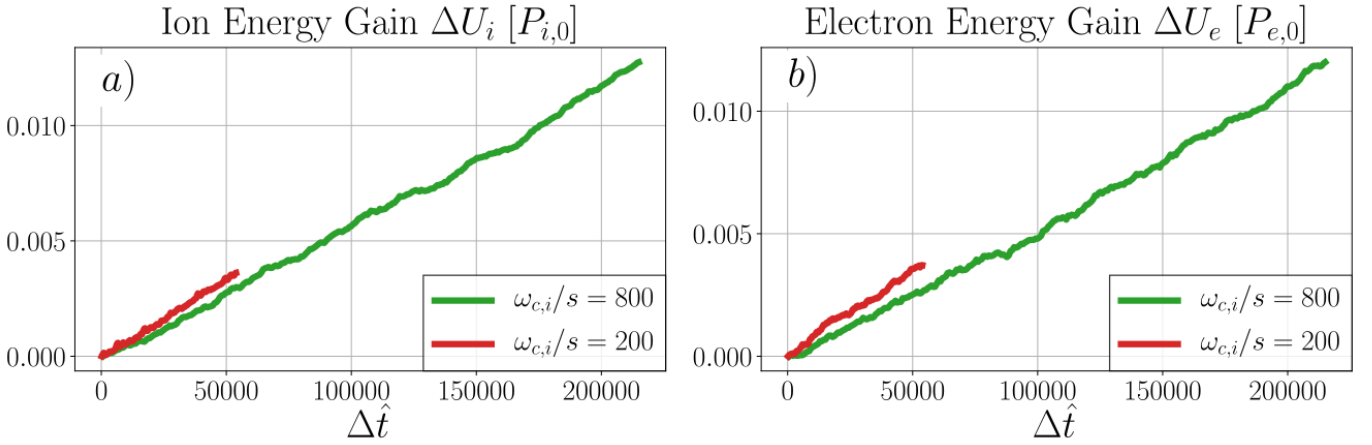 Ion Energy Gain ΔU_i [P_{i,0}]
a)
0.010
0.005
0.000
ω_{c,i}/s = 800
ω_{c,i}/s = 200
0 50000 100000 150000 200000
Δt̂
Electron Energy Gain ΔU_e [P_{e,0}]
b)
0.010
0.005
0.000
ω_{c,i}/s = 800
ω_{c,i}/s = 200
0 50000 100000 150000 200000
Δt̂